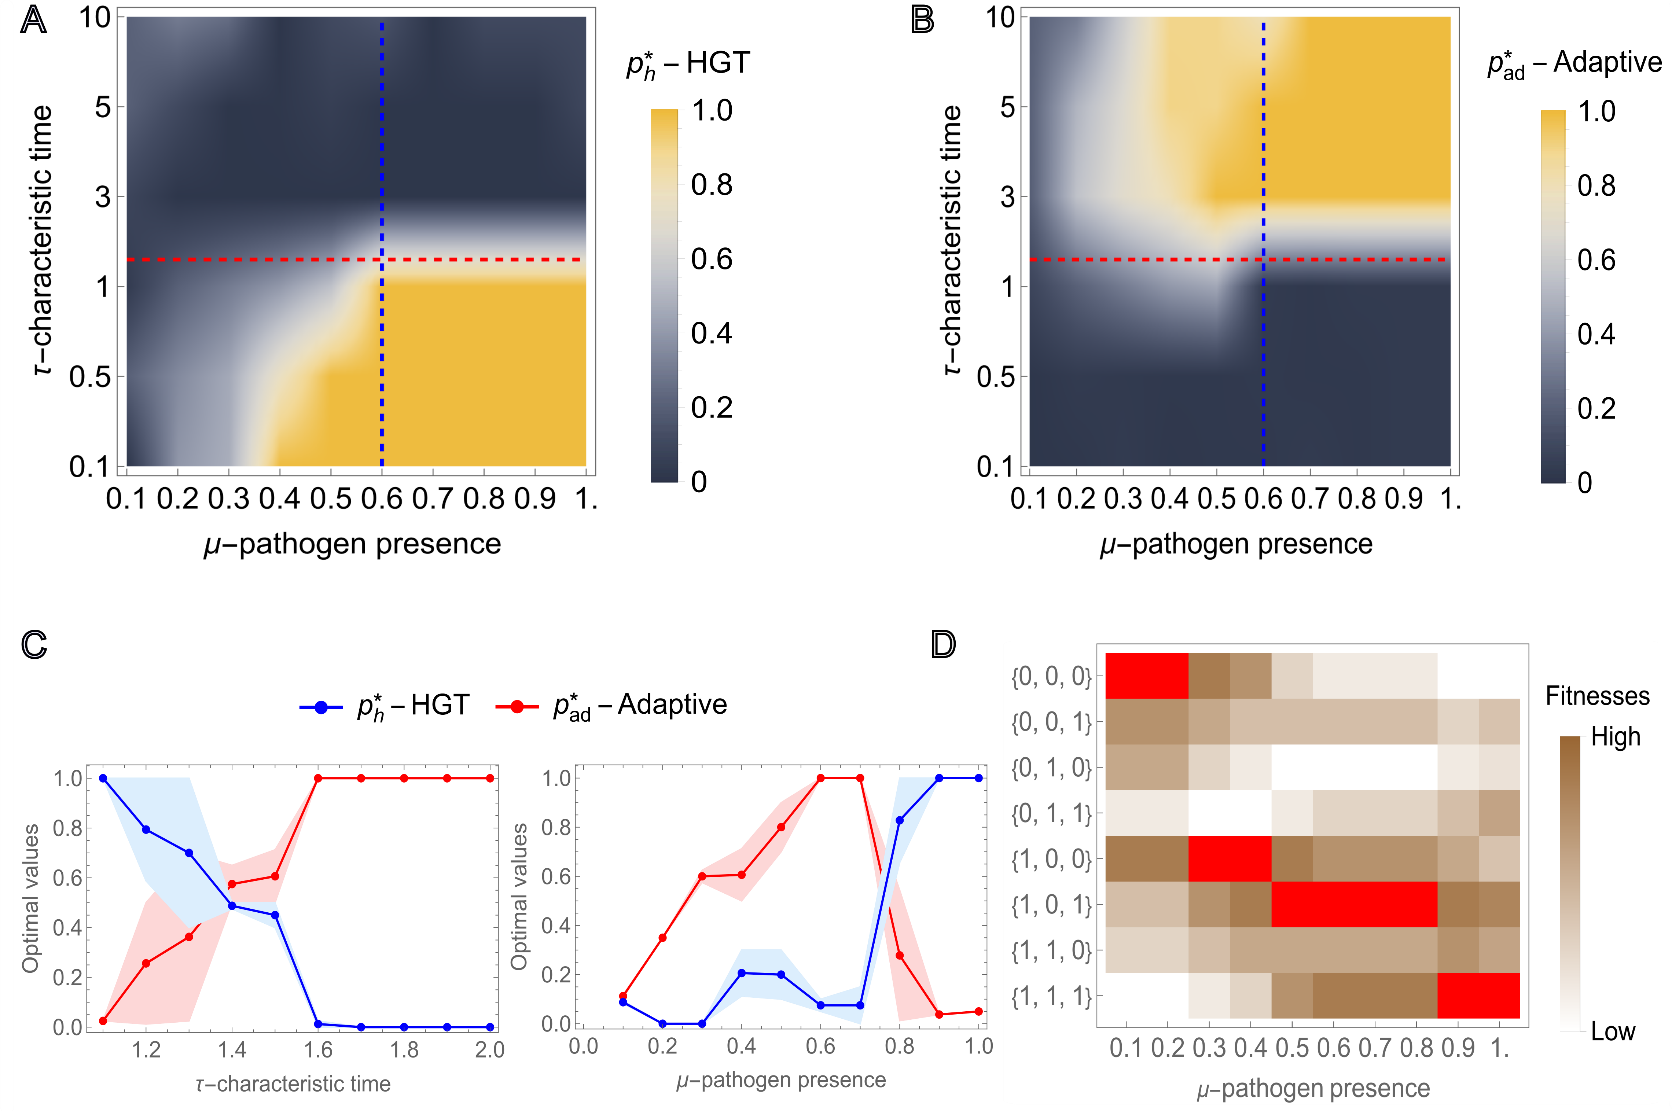 A
10
5
3
1
0.5
0.1
τ–characteristic time
0.1 0.2 0.3 0.4 0.5 0.6 0.7 0.8 0.9 1.
μ–pathogen presence
p*h – HGT
1.0
0.8
0.6
0.4
0.2
0
B
10
5
3
1
0.5
0.1
τ–characteristic time
0.1 0.2 0.3 0.4 0.5 0.6 0.7 0.8 0.9 1.
μ–pathogen presence
p*ad – Adaptive
1.0
0.8
0.6
0.4
0.2
0
C
p*h – HGT p*ad – Adaptive
1.0
0.8
0.6
0.4
0.2
0.0
Optimal values
1.2 1.4 1.6 1.8 2.0
τ–characteristic time
1.0
0.8
0.6
0.4
0.2
0.0
Optimal values
0.0 0.2 0.4 0.6 0.8 1.0
μ–pathogen presence
D
{0, 0, 0}
{0, 0, 1}
{0, 1, 0}
{0, 1, 1}
{1, 0, 0}
{1, 0, 1}
{1, 1, 0}
{1, 1, 1}
0.1 0.2 0.3 0.4 0.5 0.6 0.7 0.8 0.9 1.
μ–pathogen presence
Fitnesses
High
Low